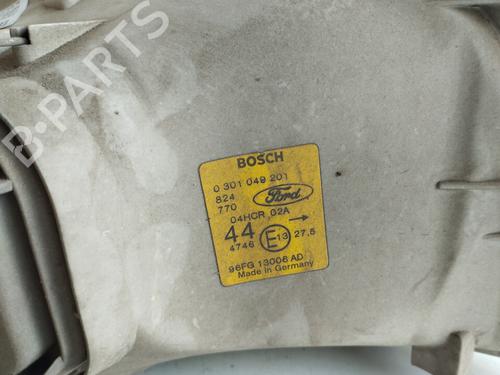 B-PARTS
BOSCH
0 301 049 201
824
770
Ford
04HCR 02A
44
4746
E 13
27,5
96FG 13006 AD
Made in Germany